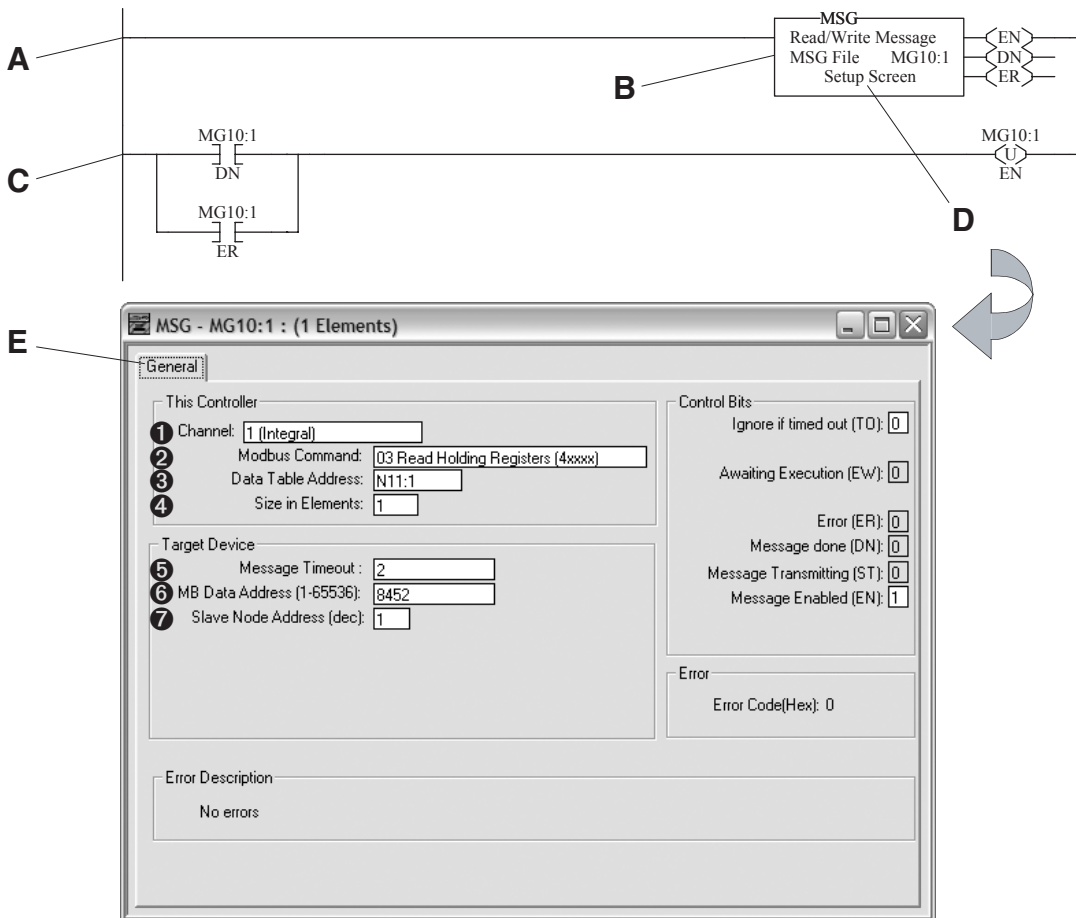 A
MSG
Read/Write Message
MSG File MG10:1
Setup Screen
EN
DN
ER
B
C
MG10:1
DN
MG10:1
ER
MG10:1
U
EN
D
E
MSG - MG10:1 : (1 Elements)
General
This Controller
1 Channel: 1 (Integral)
2 Modbus Command: 03 Read Holding Registers (4xxxx)
3 Data Table Address: N11:1
4 Size in Elements: 1
Target Device
5 Message Timeout : 2
6 MB Data Address (1-65536): 8452
7 Slave Node Address (dec): 1
Control Bits
Ignore if timed out (TO): 0
Awaiting Execution (EW): 0
Error (ER): 0
Message done (DN): 0
Message Transmitting (ST): 0
Message Enabled (EN): 1
Error
Error Code(Hex): 0
Error Description
No errors